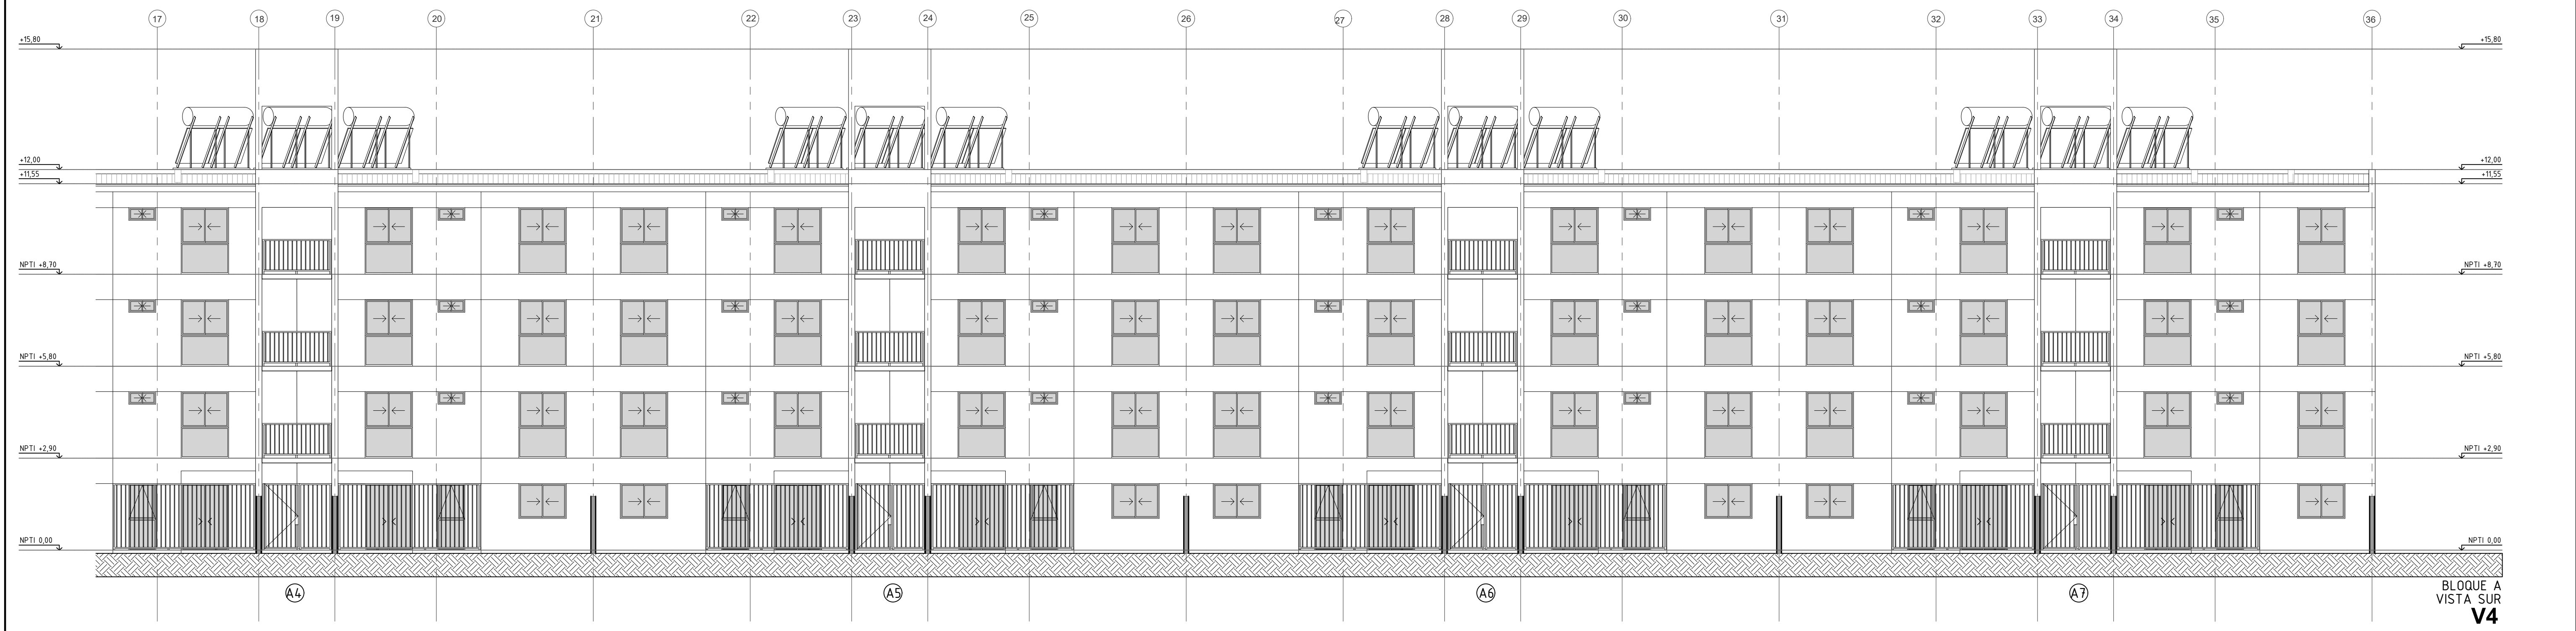 17 18 19 20 21 22 23 24 25 26 27 28 29 30 31 32 33 34 35 36
+15,80 +15,80
+12,00 +12,00
+11,55 +11,55
NPTI +8,70 NPTI +8,70
NPTI +5,80 NPTI +5,80
NPTI +2,90 NPTI +2,90
NPTI 0,00 NPTI 0,00
A4 A5 A6 A7
BLOQUE A
VISTA SUR
V4